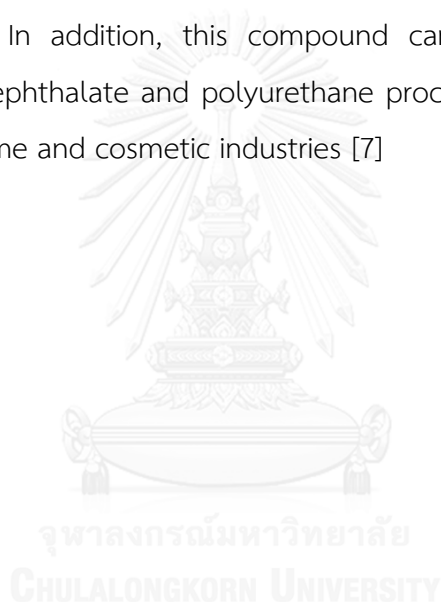 In addition, this compound can
ephthalate and polyurethane proc
me and cosmetic industries [7]
จุฬาลงกรณ์มหาวิทยาลัย
CHULALONGKORN UNIVERSITY